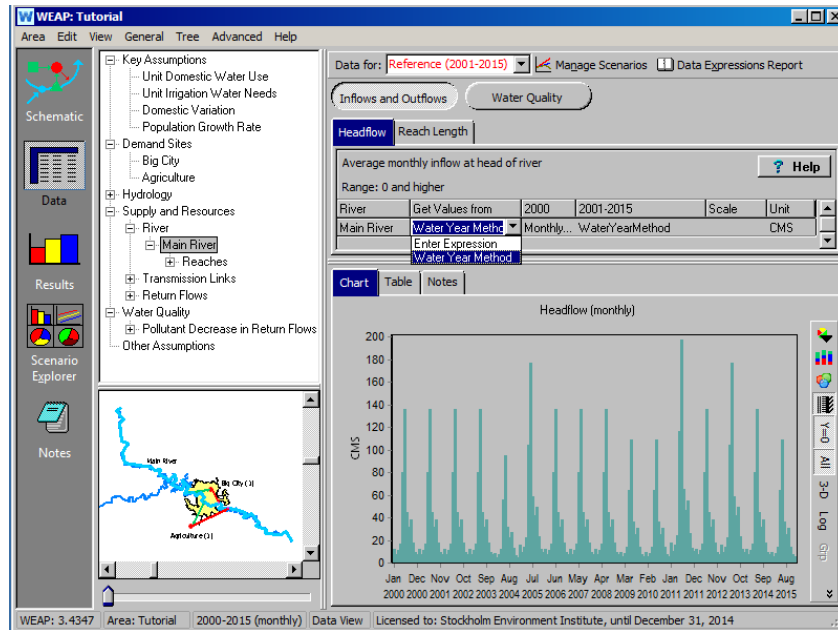 WEAP: Tutorial
Area Edit View General Tree Advanced Help
Schematic
Data
Results
Scenario Explorer
Notes
Key Assumptions
Unit Domestic Water Use
Unit Irrigation Water Needs
Domestic Variation
Population Growth Rate
Demand Sites
Big City
Agriculture
Hydrology
Supply and Resources
River
Main River
Reaches
Transmission Links
Return Flows
Water Quality
Pollutant Decrease in Return Flows
Other Assumptions
Main River
Big City (1)
Agriculture (1)
Data for: Reference (2001-2015) Manage Scenarios Data Expressions Report
Inflows and Outflows Water Quality
Headflow Reach Length
Average monthly inflow at head of river
? Help
Range: 0 and higher
River Get Values from 2000 2001-2015 Scale Unit
Main River Water Year Metho Monthly... WaterYearMethod CMS
Enter Expression
Water Year Method
Chart Table Notes
Headflow (monthly)
CMS
200
180
160
140
120
100
80
60
40
20
0
Jan Dec Nov Oct Sep Aug Jul Jun May Apr Mar Feb Jan Dec Nov Oct Sep Aug
2000 2000 2001 2002 2003 2004 2005 2006 2007 2008 2009 2010 2011 2011 2012 2013 2014 2015
Y=0
All
3-D
Log
Grp
WEAP: 3.4347 Area: Tutorial 2000-2015 (monthly) Data View Licensed to: Stockholm Environment Institute, until December 31, 2014